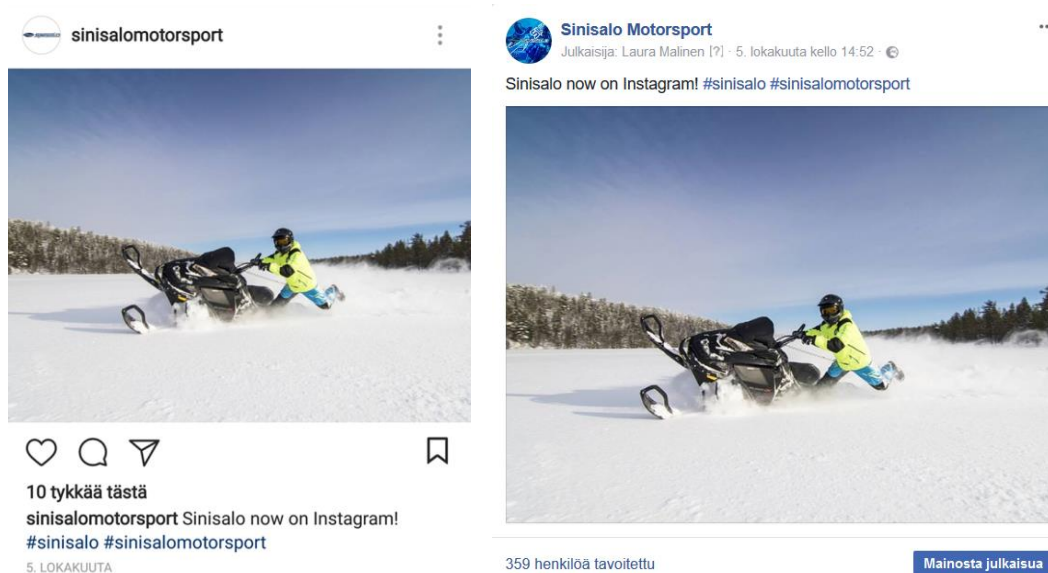 sinisalomotorsport
10 tykkää tästä
sinisalomotorsport Sinisalo now on Instagram!
#sinisalo #sinisalomotorsport
5. LOKAKUUTA
Sinisalo Motorsport
Julkaisija: Laura Malinen [?] · 5. lokakuuta kello 14:52 ·
Sinisalo now on Instagram! #sinisalo #sinisalomotorsport
359 henkilöä tavoitettu
Mainosta julkaisua